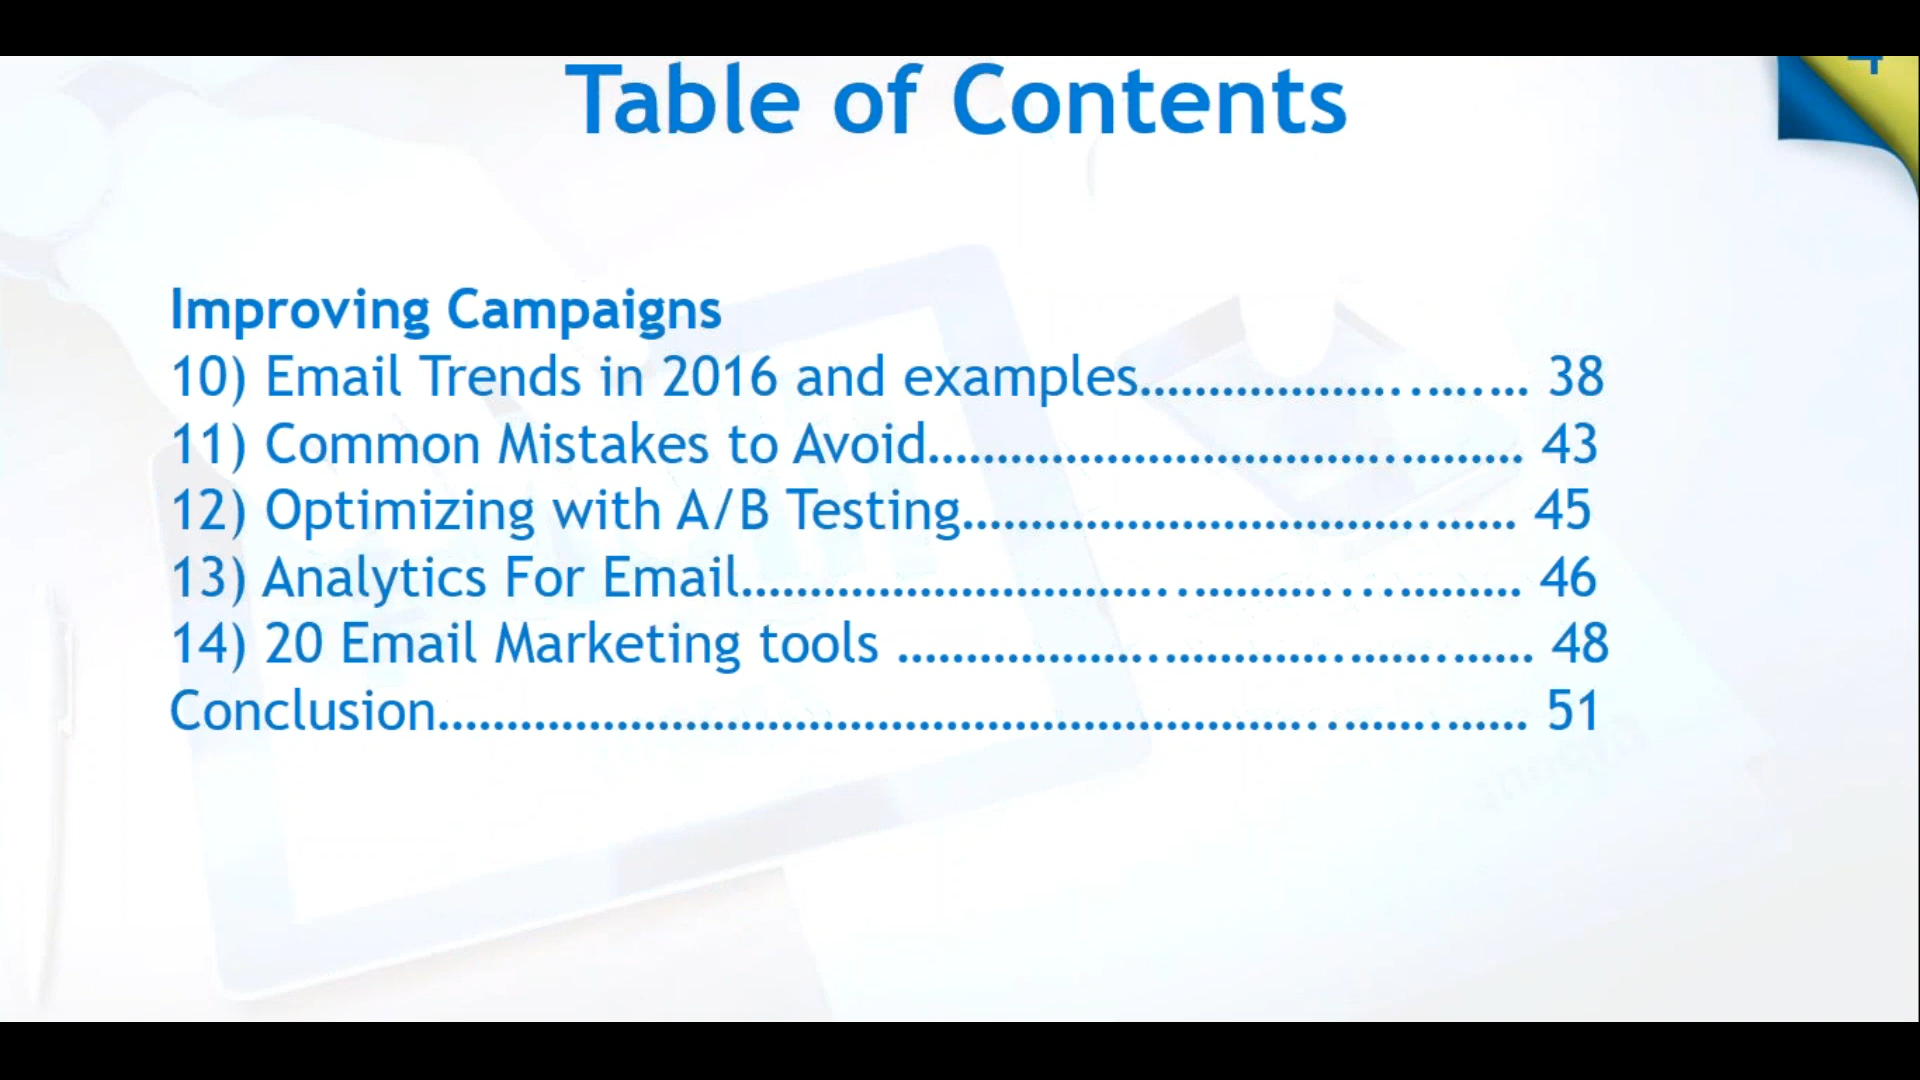 4
Table of Contents
Improving Campaigns
10) Email Trends in 2016 and examples……………………..…..… 38
11) Common Mistakes to Avoid…………………………….……… 43
12) Optimizing with A/B Testing……………………………..…… 45
13) Analytics For Email…………………………..………....……… 46
14) 20 Email Marketing tools ……………….………….…….…… 48
Conclusion……………………………………………………..…….…… 51